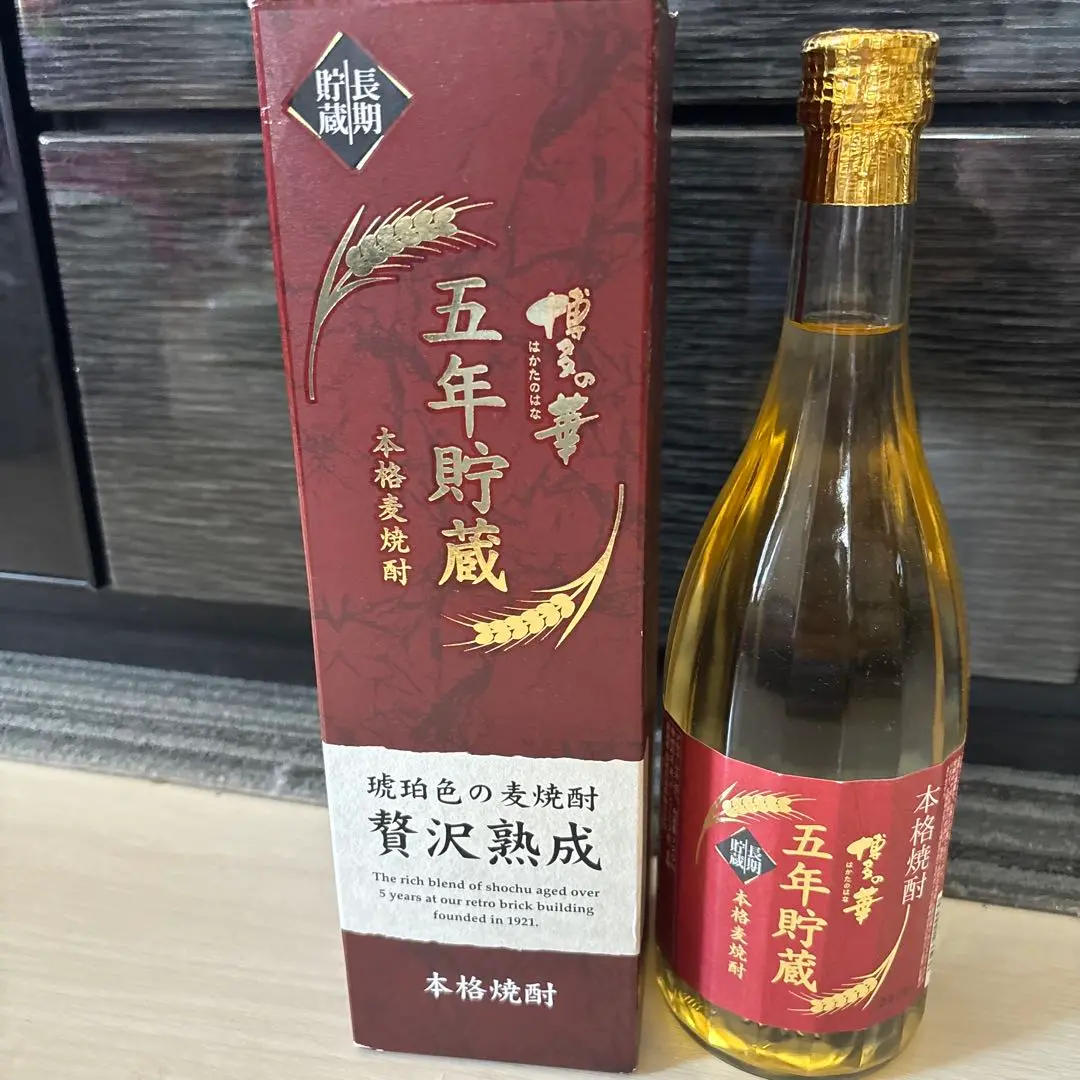 長期
貯蔵
博多の華
はかたのはな
五年貯蔵
本格麦焼酎
琥珀色の麦焼酎
贅沢熟成
The rich blend of shochu aged over
5 years at our retro brick building
founded in 1921.
本格焼酎
本格焼酎
博多の華
はかたのはな
長期
貯蔵
五年貯蔵
本格麦焼酎